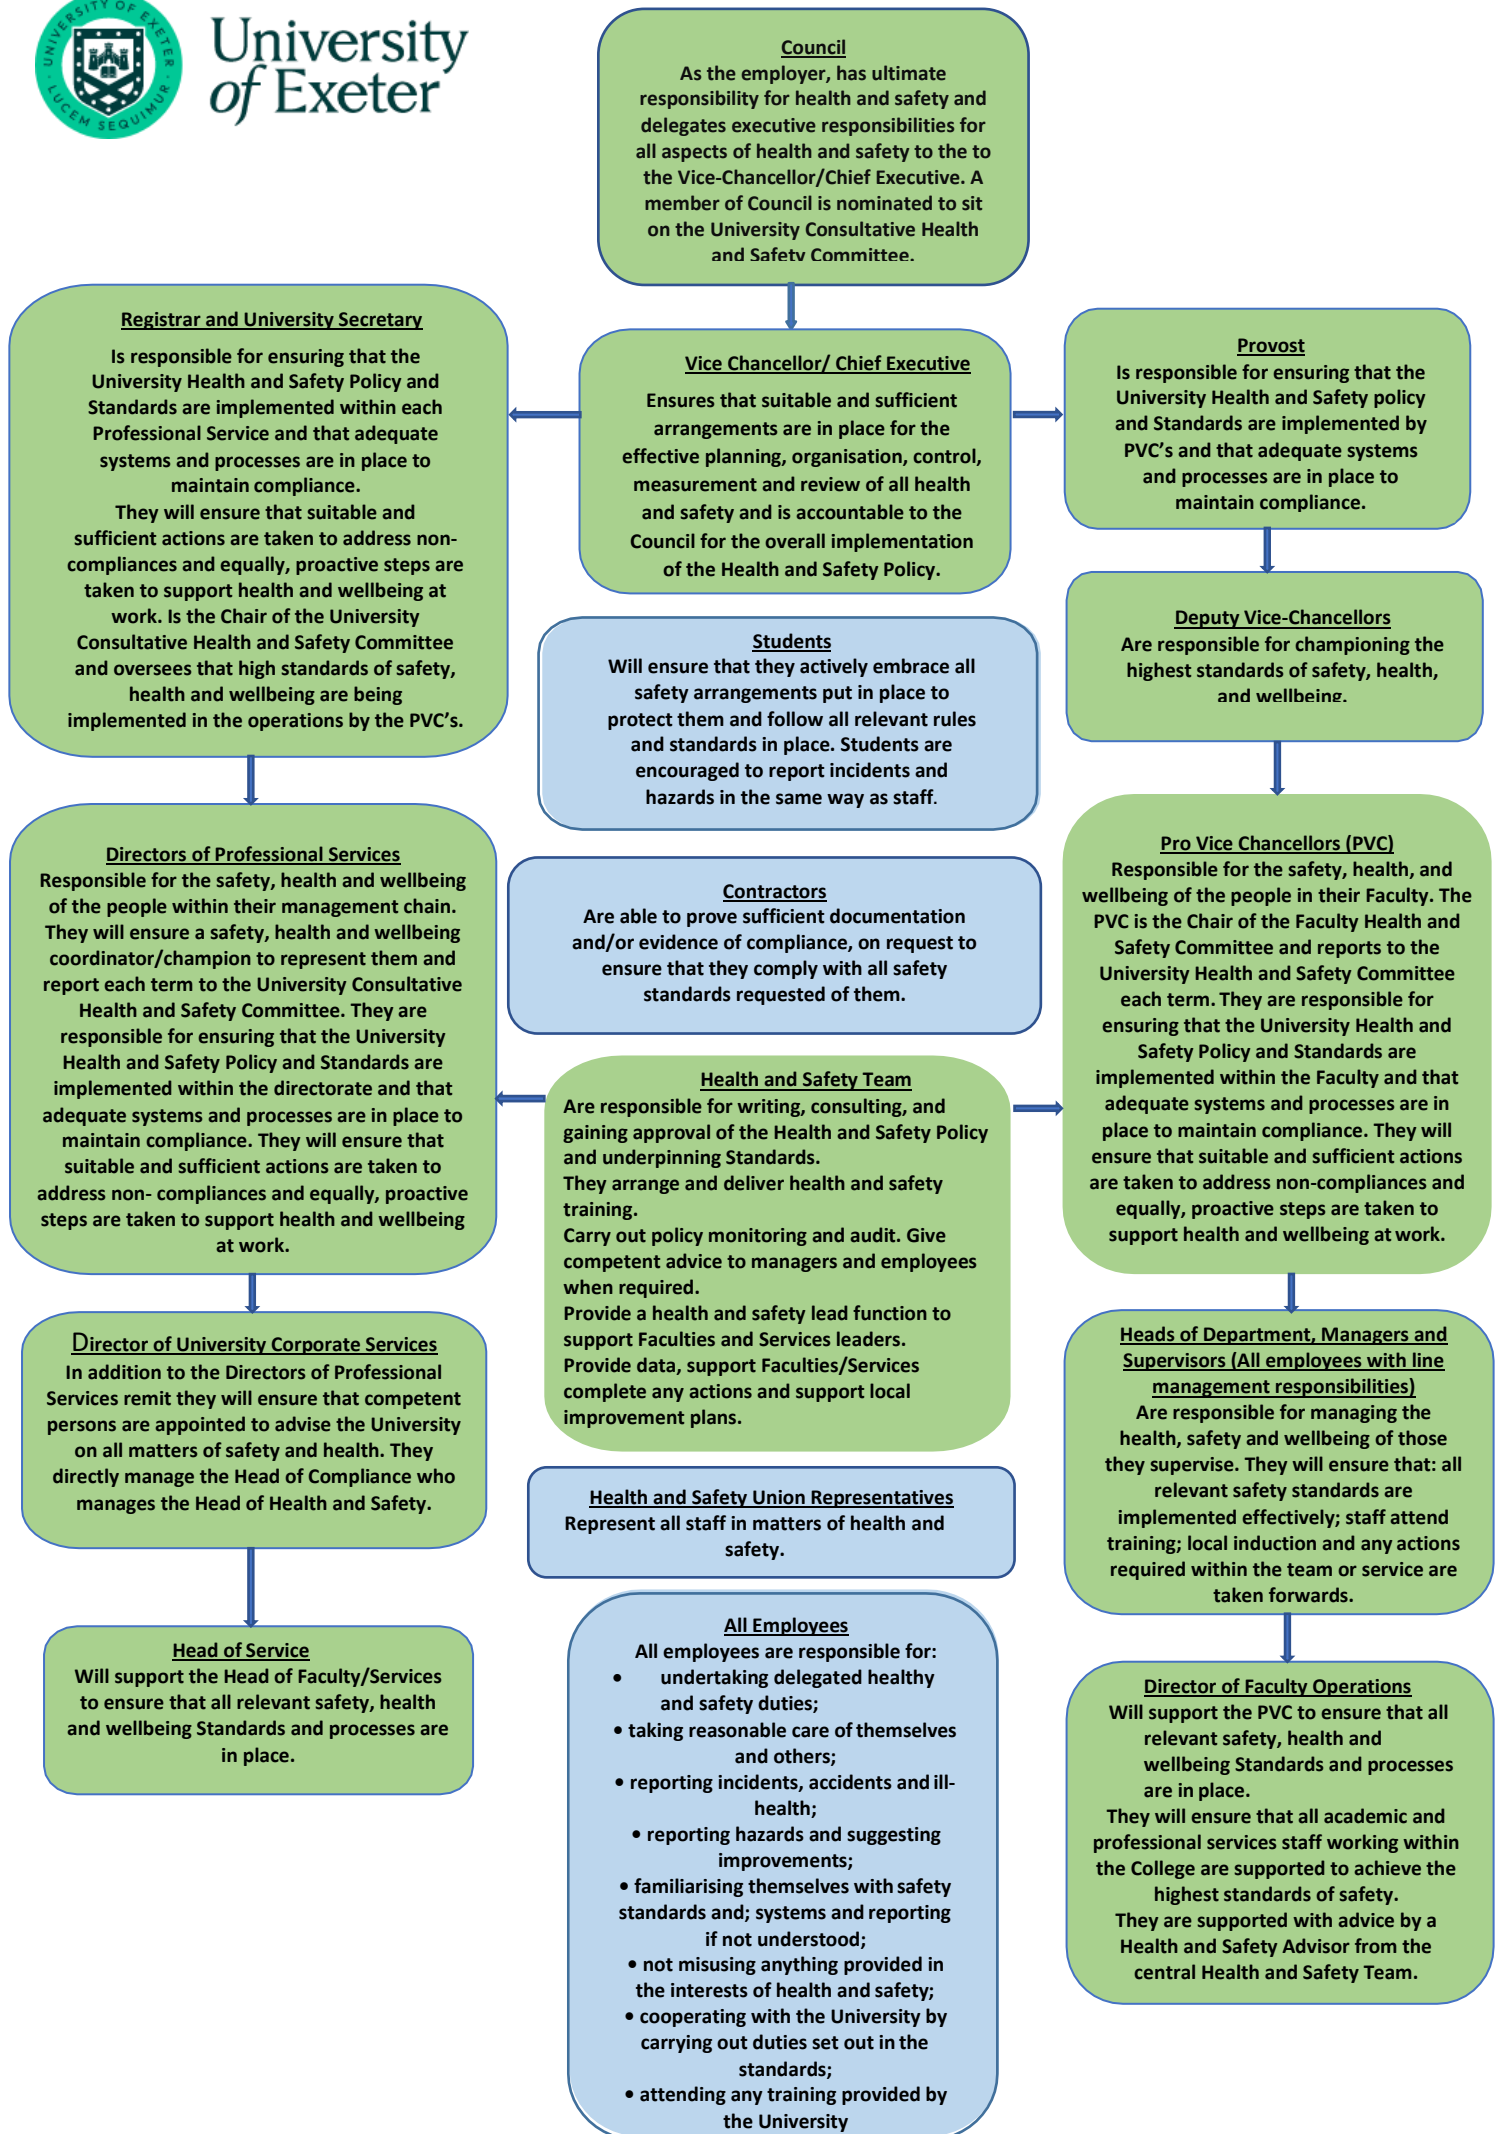 UNIVERSITY OF EXETER
LUCEM SEQUIMUR
University
of Exeter
Council
As the employer, has ultimate
responsibility for health and safety and
delegates executive responsibilities for
all aspects of health and safety to the to
the Vice-Chancellor/Chief Executive. A
member of Council is nominated to sit
on the University Consultative Health
and Safety Committee.
Registrar and University Secretary
Is responsible for ensuring that the
University Health and Safety Policy and
Standards are implemented within each
Professional Service and that adequate
systems and processes are in place to
maintain compliance.
They will ensure that suitable and
sufficient actions are taken to address non-
compliances and equally, proactive steps are
taken to support health and wellbeing at
work. Is the Chair of the University
Consultative Health and Safety Committee
and oversees that high standards of safety,
health and wellbeing are being
implemented in the operations by the PVC’s.
Vice Chancellor/ Chief Executive
Ensures that suitable and sufficient
arrangements are in place for the
effective planning, organisation, control,
measurement and review of all health
and safety and is accountable to the
Council for the overall implementation
of the Health and Safety Policy.
Provost
Is responsible for ensuring that the
University Health and Safety policy
and Standards are implemented by
PVC’s and that adequate systems
and processes are in place to
maintain compliance.
Deputy Vice-Chancellors
Are responsible for championing the
highest standards of safety, health,
and wellbeing.
Students
Will ensure that they actively embrace all
safety arrangements put in place to
protect them and follow all relevant rules
and standards in place. Students are
encouraged to report incidents and
hazards in the same way as staff.
Directors of Professional Services
Responsible for the safety, health and wellbeing
of the people within their management chain.
They will ensure a safety, health and wellbeing
coordinator/champion to represent them and
report each term to the University Consultative
Health and Safety Committee. They are
responsible for ensuring that the University
Health and Safety Policy and Standards are
implemented within the directorate and that
adequate systems and processes are in place to
maintain compliance. They will ensure that
suitable and sufficient actions are taken to
address non- compliances and equally, proactive
steps are taken to support health and wellbeing
at work.
Contractors
Are able to prove sufficient documentation
and/or evidence of compliance, on request to
ensure that they comply with all safety
standards requested of them.
Pro Vice Chancellors (PVC)
Responsible for the safety, health, and
wellbeing of the people in their Faculty. The
PVC is the Chair of the Faculty Health and
Safety Committee and reports to the
University Health and Safety Committee
each term. They are responsible for
ensuring that the University Health and
Safety Policy and Standards are
implemented within the Faculty and that
adequate systems and processes are in
place to maintain compliance. They will
ensure that suitable and sufficient actions
are taken to address non-compliances and
equally, proactive steps are taken to
support health and wellbeing at work.
Health and Safety Team
Are responsible for writing, consulting, and
gaining approval of the Health and Safety Policy
and underpinning Standards.
They arrange and deliver health and safety
training.
Carry out policy monitoring and audit. Give
competent advice to managers and employees
when required.
Provide a health and safety lead function to
support Faculties and Services leaders.
Provide data, support Faculties/Services
complete any actions and support local
improvement plans.
Director of University Corporate Services
In addition to the Directors of Professional
Services remit they will ensure that competent
persons are appointed to advise the University
on all matters of safety and health. They
directly manage the Head of Compliance who
manages the Head of Health and Safety.
Heads of Department, Managers and
Supervisors (All employees with line
management responsibilities)
Are responsible for managing the
health, safety and wellbeing of those
they supervise. They will ensure that: all
relevant safety standards are
implemented effectively; staff attend
training; local induction and any actions
required within the team or service are
taken forwards.
Health and Safety Union Representatives
Represent all staff in matters of health and
safety.
Head of Service
Will support the Head of Faculty/Services
to ensure that all relevant safety, health
and wellbeing Standards and processes are
in place.
All Employees
All employees are responsible for:
• undertaking delegated healthy
and safety duties;
• taking reasonable care of themselves
and others;
• reporting incidents, accidents and ill-
health;
• reporting hazards and suggesting
improvements;
• familiarising themselves with safety
standards and; systems and reporting
if not understood;
• not misusing anything provided in
the interests of health and safety;
• cooperating with the University by
carrying out duties set out in the
standards;
• attending any training provided by
the University
Director of Faculty Operations
Will support the PVC to ensure that all
relevant safety, health and
wellbeing Standards and processes
are in place.
They will ensure that all academic and
professional services staff working within
the College are supported to achieve the
highest standards of safety.
They are supported with advice by a
Health and Safety Advisor from the
central Health and Safety Team.